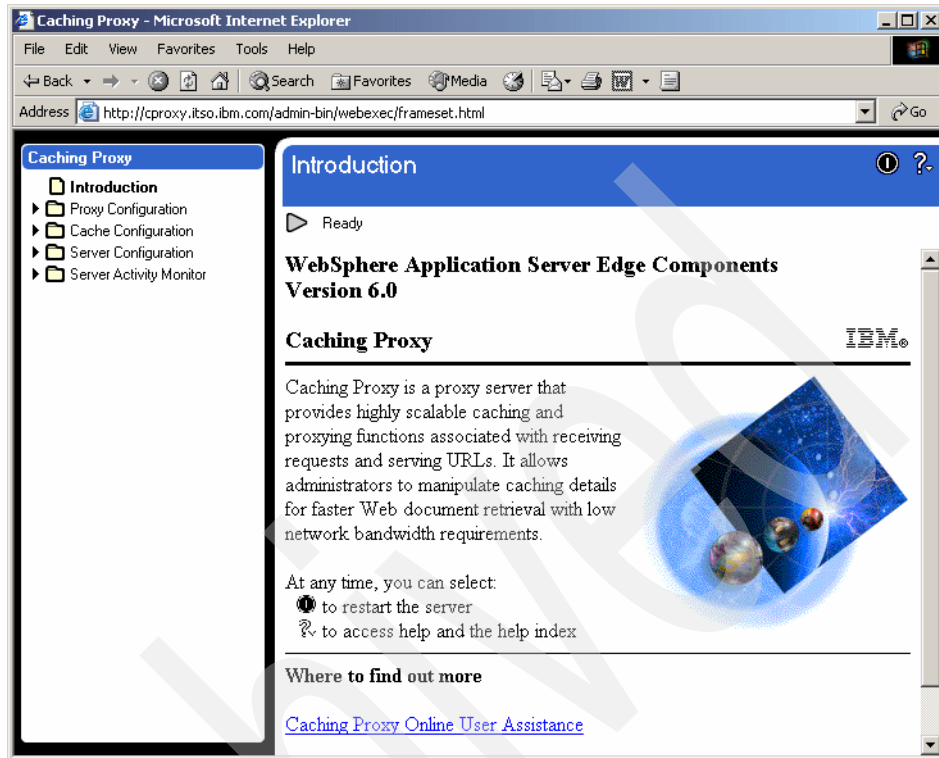 Caching Proxy - Microsoft Internet Explorer
File Edit View Favorites Tools Help
Back Search Favorites Media
Address http://cproxy.itso.ibm.com/admin-bin/webexec/frameset.html Go
Caching Proxy
Introduction
Proxy Configuration
Cache Configuration
Server Configuration
Server Activity Monitor
Introduction
Ready
WebSphere Application Server Edge Components
Version 6.0
Caching Proxy
IBM®
Caching Proxy is a proxy server that
provides highly scalable caching and
proxying functions associated with receiving
requests and serving URLs. It allows
administrators to manipulate caching details
for faster Web document retrieval with low
network bandwidth requirements.
At any time, you can select:
to restart the server
? to access help and the help index
Where to find out more
Caching Proxy Online User Assistance